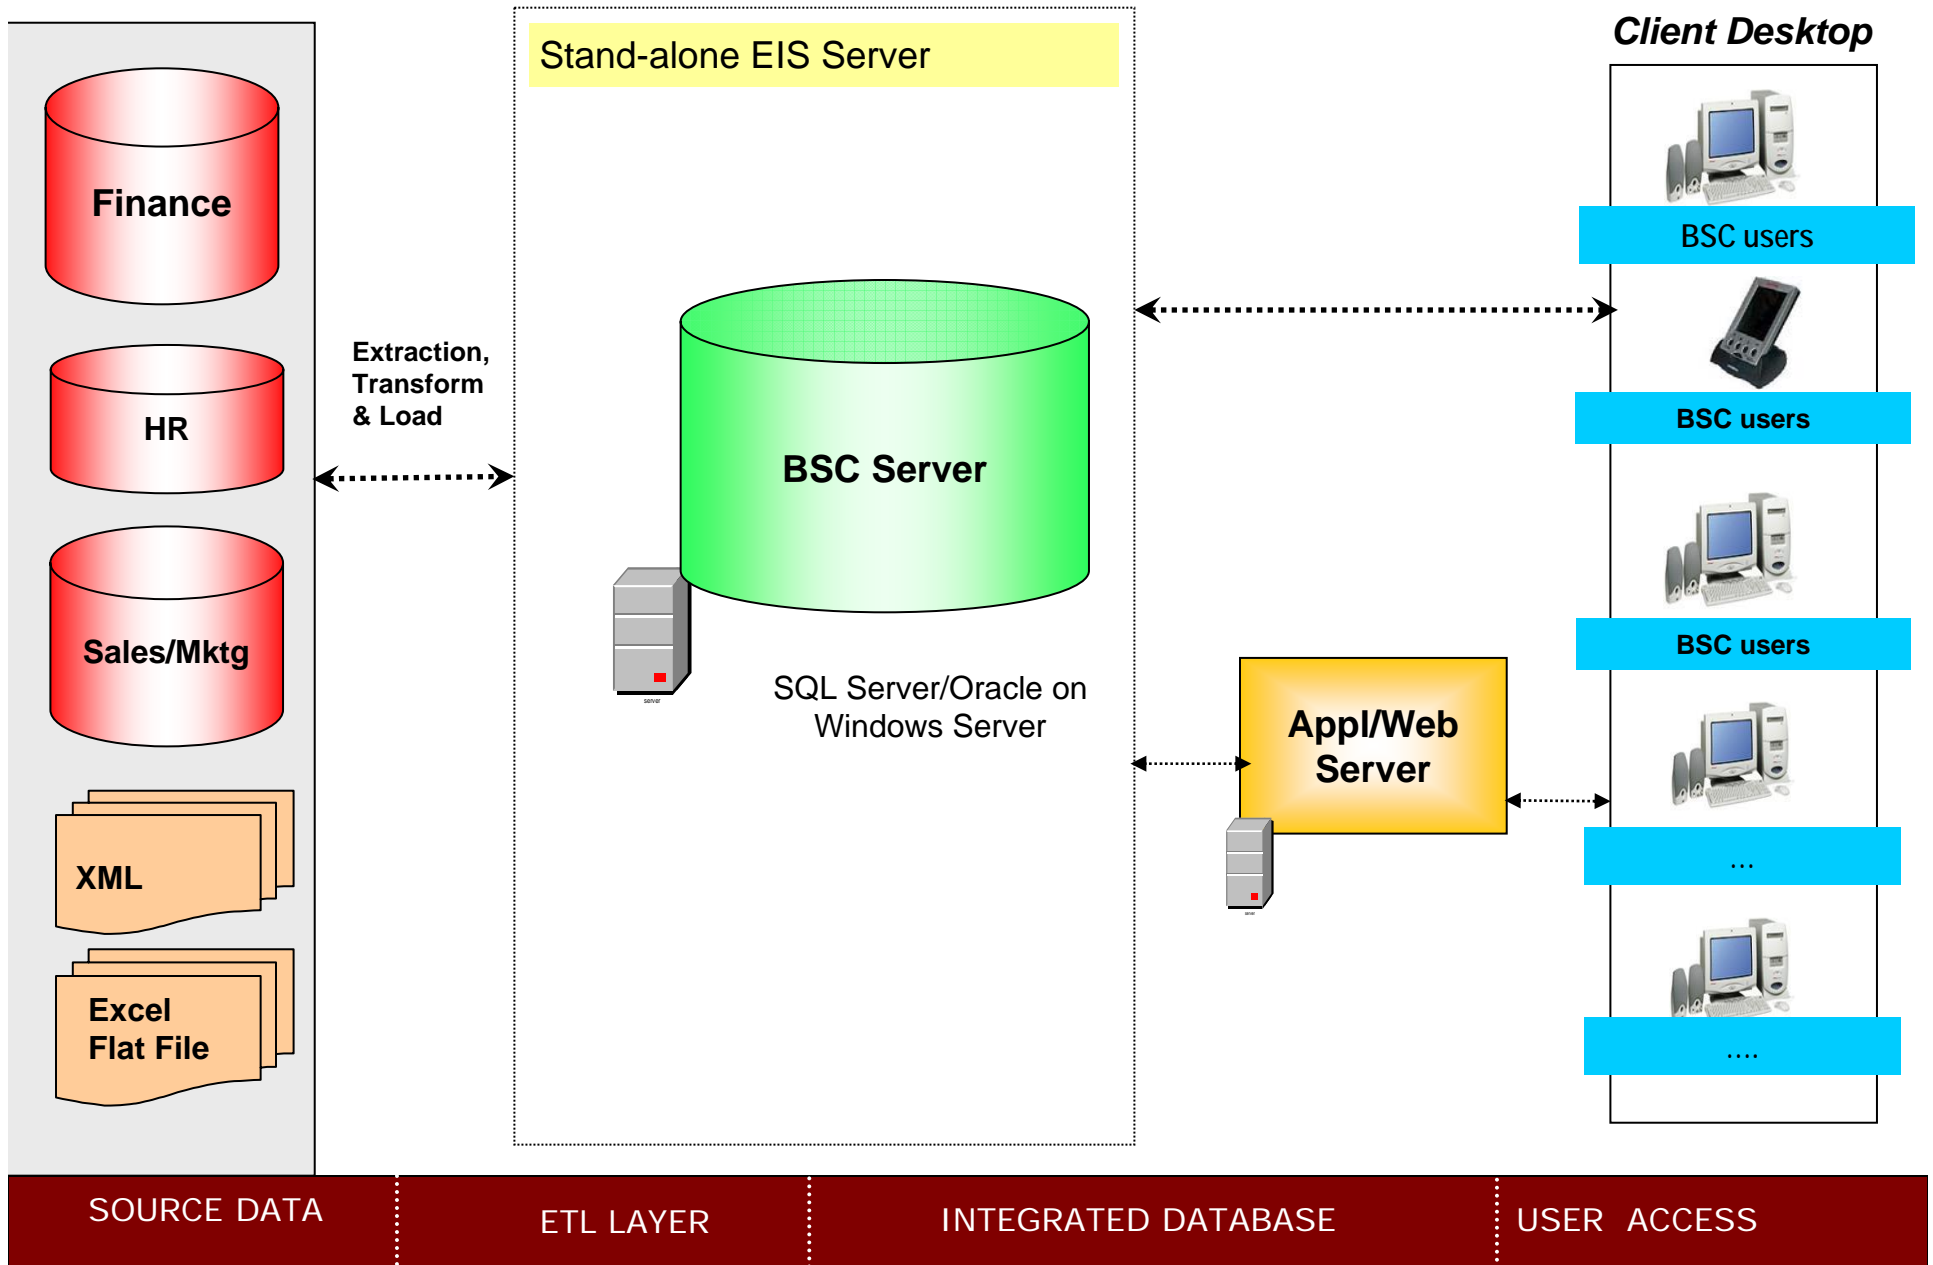 Stand-alone EIS Server
Client Desktop
Finance
HR
Sales/Mktg
XML
Excel
Flat File
Extraction,
Transform
& Load
BSC Server
server
SQL Server/Oracle on
Windows Server
Appl/Web
Server
server
BSC users
BSC users
BSC users
...
....
SOURCE DATA
ETL LAYER
INTEGRATED DATABASE
USER ACCESS